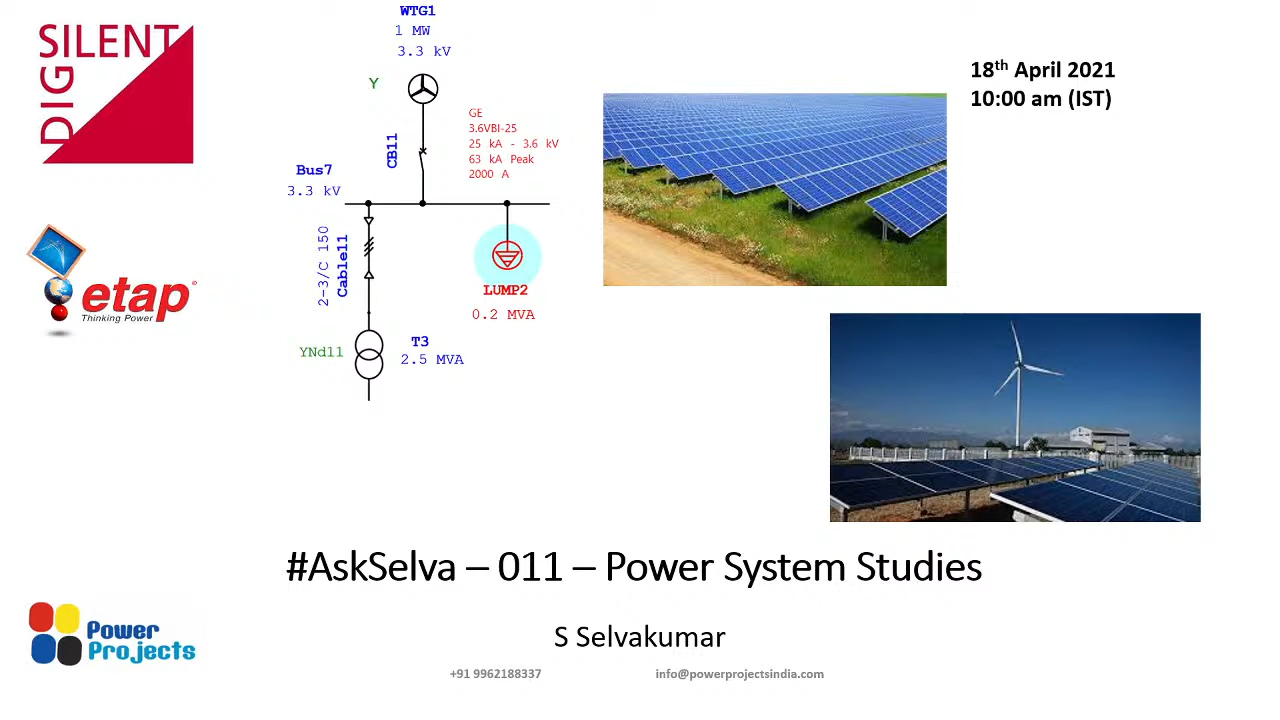 DIGSILENT
WTG1
1 MW
3.3 kV
Y
CB11
GE
3.6VBI-25
25 kA - 3.6 kV
63 kA Peak
2000 A
Bus7
3.3 kV
2-3/C 150
Cable11
LUMP2
0.2 MVA
YNd11
T3
2.5 MVA
18th April 2021
10:00 am (IST)
etap
Thinking Power
#AskSelva – 011 – Power System Studies
S Selvakumar
Power
Projects
+91 9962188337
info@powerprojectsindia.com